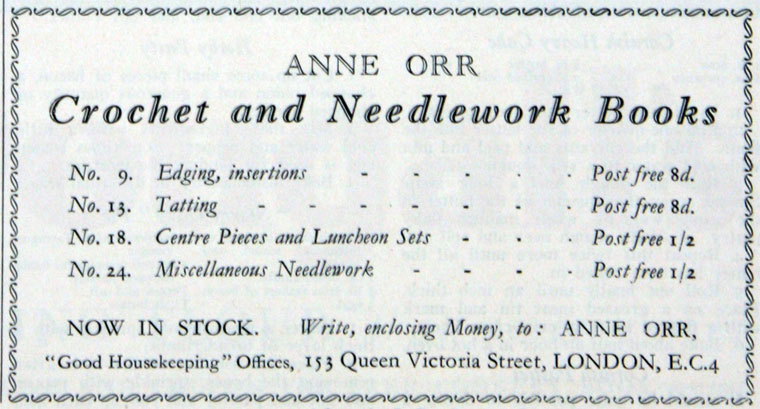 ANNE ORR
Crochet and Needlework Books
No. 9. Edging, insertions - - - - - Post free 8d.
No. 13. Tatting - - - - - - Post free 8d.
No. 18. Centre Pieces and Luncheon Sets - - Post free 1/2
No. 24. Miscellaneous Needlework - - - Post free 1/2
NOW IN STOCK. Write, enclosing Money, to: ANNE ORR,
"Good Housekeeping" Offices, 153 Queen Victoria Street, LONDON, E.C.4